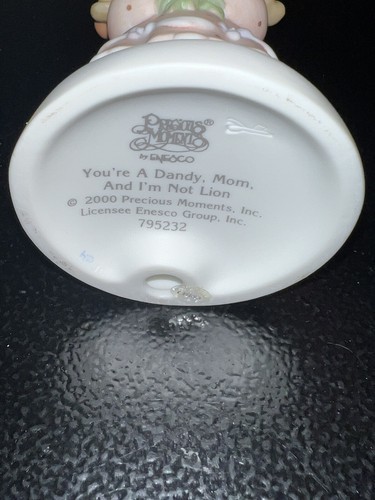 PRECIOUS MOMENTS®
by ENESCO
You're A Dandy, Mom,
And I'm Not Lion
© 2000 Precious Moments, Inc.
Licensee Enesco Group, Inc.
795232